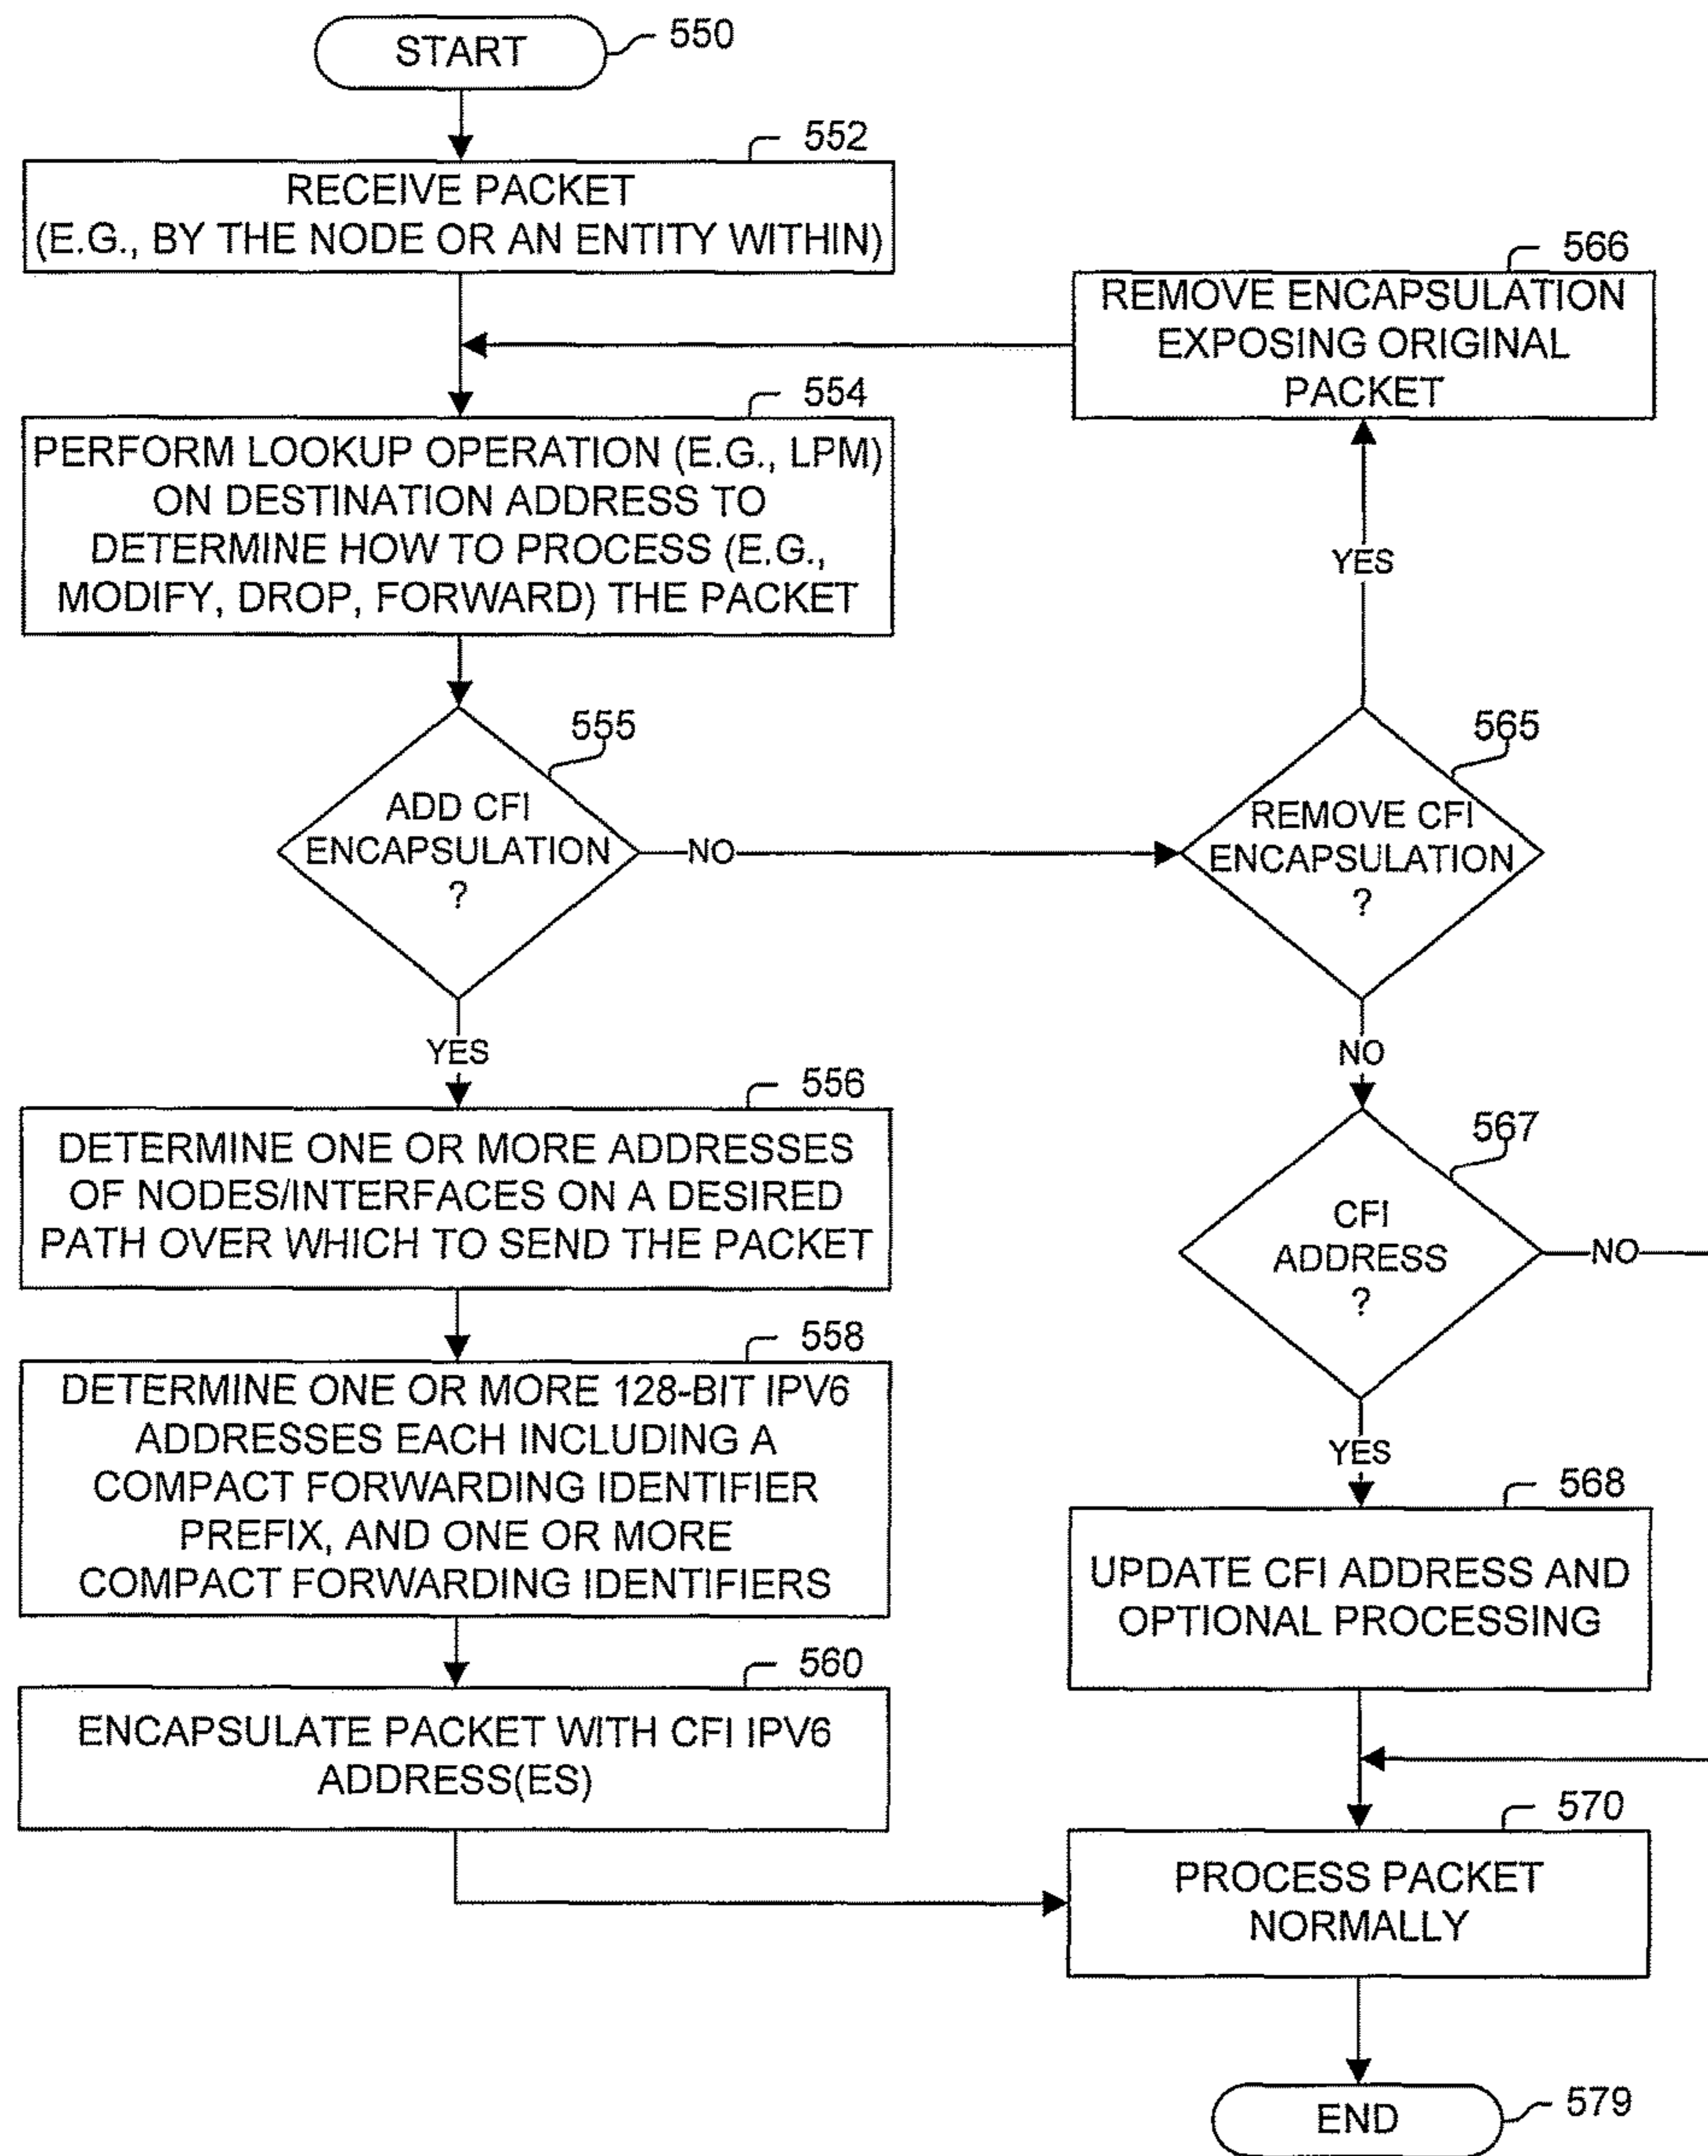 START
550
552
RECEIVE PACKET
(E.G., BY THE NODE OR AN ENTITY WITHIN)
566
REMOVE ENCAPSULATION
EXPOSING ORIGINAL
PACKET
554
PERFORM LOOKUP OPERATION (E.G., LPM)
ON DESTINATION ADDRESS TO
DETERMINE HOW TO PROCESS (E.G.,
MODIFY, DROP, FORWARD) THE PACKET
YES
555
ADD CFI
ENCAPSULATION
?
NO
565
REMOVE CFI
ENCAPSULATION
?
YES
NO
556
DETERMINE ONE OR MORE ADDRESSES
OF NODES/INTERFACES ON A DESIRED
PATH OVER WHICH TO SEND THE PACKET
567
CFI
ADDRESS
?
NO
558
DETERMINE ONE OR MORE 128-BIT IPV6
ADDRESSES EACH INCLUDING A
COMPACT FORWARDING IDENTIFIER
PREFIX, AND ONE OR MORE
COMPACT FORWARDING IDENTIFIERS
YES
568
UPDATE CFI ADDRESS AND
OPTIONAL PROCESSING
560
ENCAPSULATE PACKET WITH CFI IPV6
ADDRESS(ES)
570
PROCESS PACKET
NORMALLY
END
579